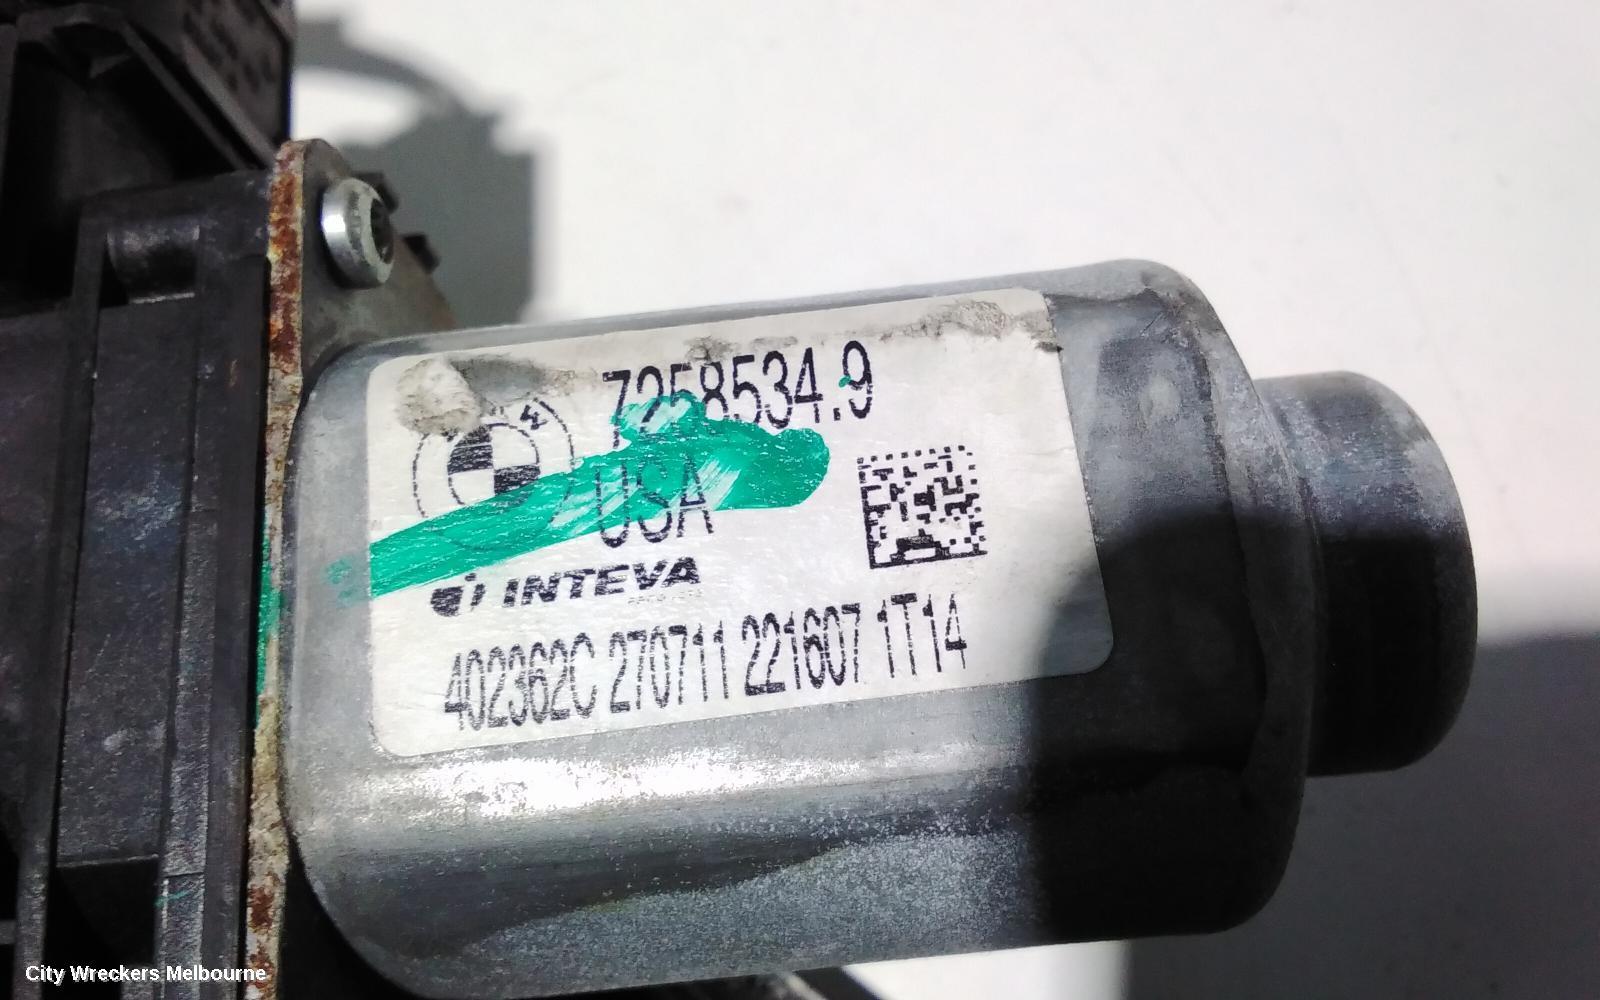 7258534.9
USA
INTEVA
402362C 270711 221607 1T14
City Wreckers Melbourne